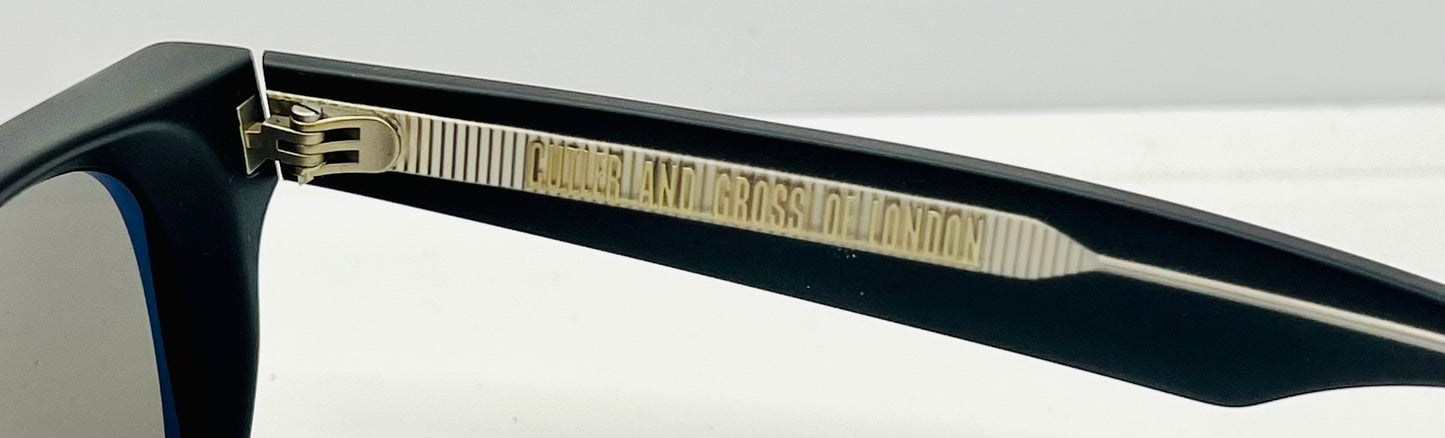 CUTLER AND GROSS OF LONDON